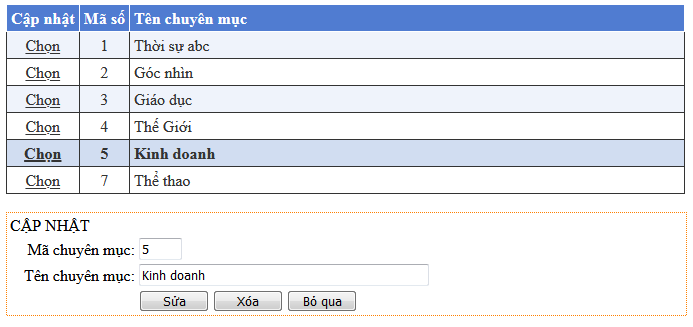 Cập nhật Mã số Tên chuyên mục
Chọn 1 Thời sự abc
Chọn 2 Góc nhìn
Chọn 3 Giáo dục
Chọn 4 Thế Giới
Chọn 5 Kinh doanh
Chọn 7 Thể thao
CẬP NHẬT
Mã chuyên mục: 5
Tên chuyên mục: Kinh doanh
Sửa Xóa Bỏ qua